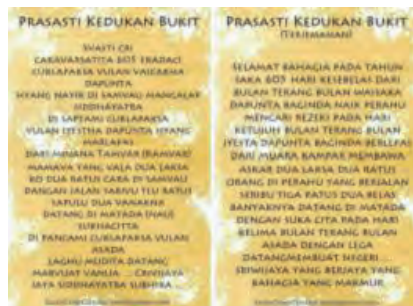 PRASASTI KEDUKAN BUKIT
SVASTI CRI
CAKAVARSATITA 605 EKADACI
CUKLAPAKSA VULAN VAICAKHA
DAPUNTA
HYANG NAYIK DI SAMVAU MANGALAP
SIDDHAYATRA
DI SAPTAMI CUKLAPAKSA
VULAN JYESTHA DAPUNTA HYANG
MARLAPAS
DARI MINANA TAMVAN (KAMVAR)
MAMAVA YANG VALA DUA LAKSA
KO DUA RATUS CARA DI SAMVAU
DANGAN JALAN SARIVU TLU RATUS
SAPULU DUA VANAKNA
DATANG DI MATADA (NAU)
SUKHACITTA
DI PANCAMI CUKLAPAKSA VULAN
ASADA
LAGHU MUDITA DATANG
MARVUAT VANUA ... CRIVIJAYA
JAYA SIDDHAYATRA SUBHIKA
PRASASTI KEDUKAN BUKIT
(TERJEMAHAN)
SELAMAT BAHAGIA PADA TAHUN
SAKA 605 HARI KESEBELAS DARI
BULAN TERANG BULAN WAISAKA
DAPUNTA BAGINDA NAIK PERAHU
MENCARI REZEKI PADA HARI
KETUJUH BULAN TERANG BULAN
JYESTA DAPUNTA BAGINDA BERLEPAS
DARI MUARA KAMPAR MEMBAWA
ASKAR DUA LAKSA DUA RATUS
ORANG DI PERAHU YANG BERJALAN
SERIBU TIGA RATUS DUA BELAS
BANYAKNYA DATANG DI MATADA
DENGAN SUKA CITA PADA HARI
KELIMA BULAN TERANG BULAN
ASADA DENGAN LEGA
DATANGMEMBUAT NEGERI ...
SRIWIJAYA YANG BERJAYA YANG
BAHAGIA YANG MAKMUR